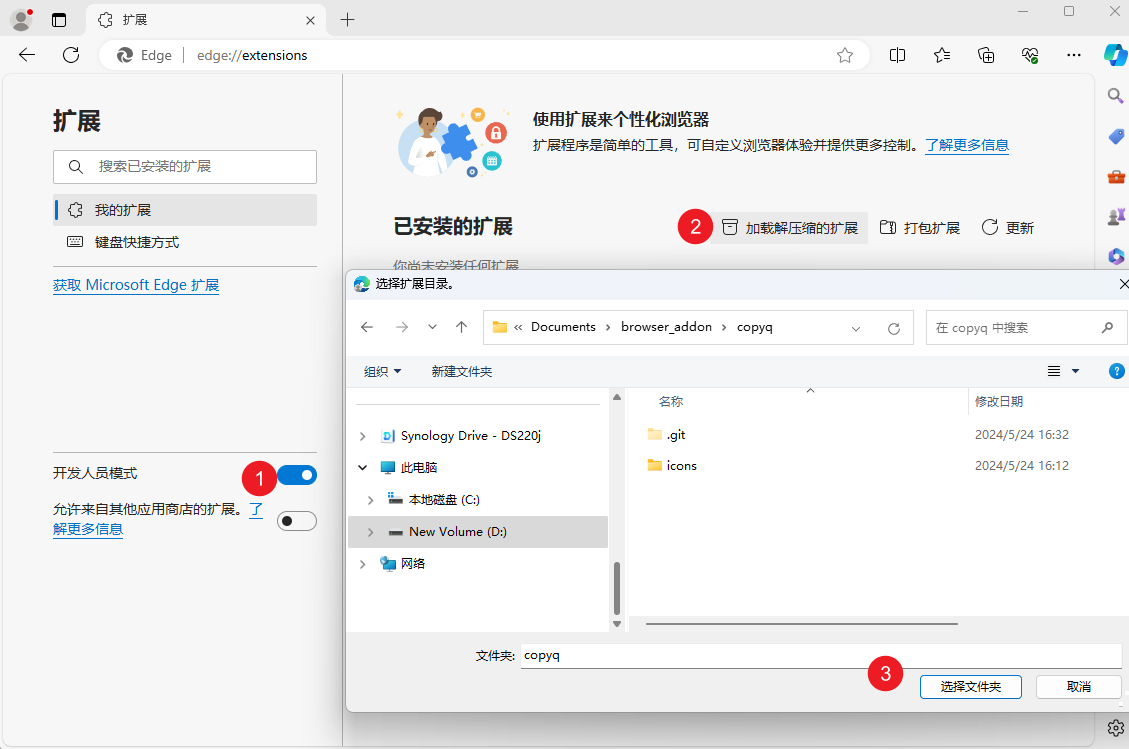 扩展
Edge
edge://extensions
扩展
使用扩展来个性化浏览器
扩展程序是简单的工具，可自定义浏览器体验并提供更多控制。了解更多信息
搜索已安装的扩展
我的扩展
键盘快捷方式
获取 Microsoft Edge 扩展
已安装的扩展
2
加载解压缩的扩展
打包扩展
更新
你尚未安装任何扩展
开发人员模式
1
允许来自其他应用商店的扩展。了
解更多信息
选择扩展目录。
« Documents › browser_addon › copyq
在 copyq 中搜索
组织
新建文件夹
?
名称
修改日期
Synology Drive - DS220j
此电脑
本地磁盘 (C:)
New Volume (D:)
网络
.git
2024/5/24 16:32
icons
2024/5/24 16:12
文件夹:
copyq
3
选择文件夹
取消